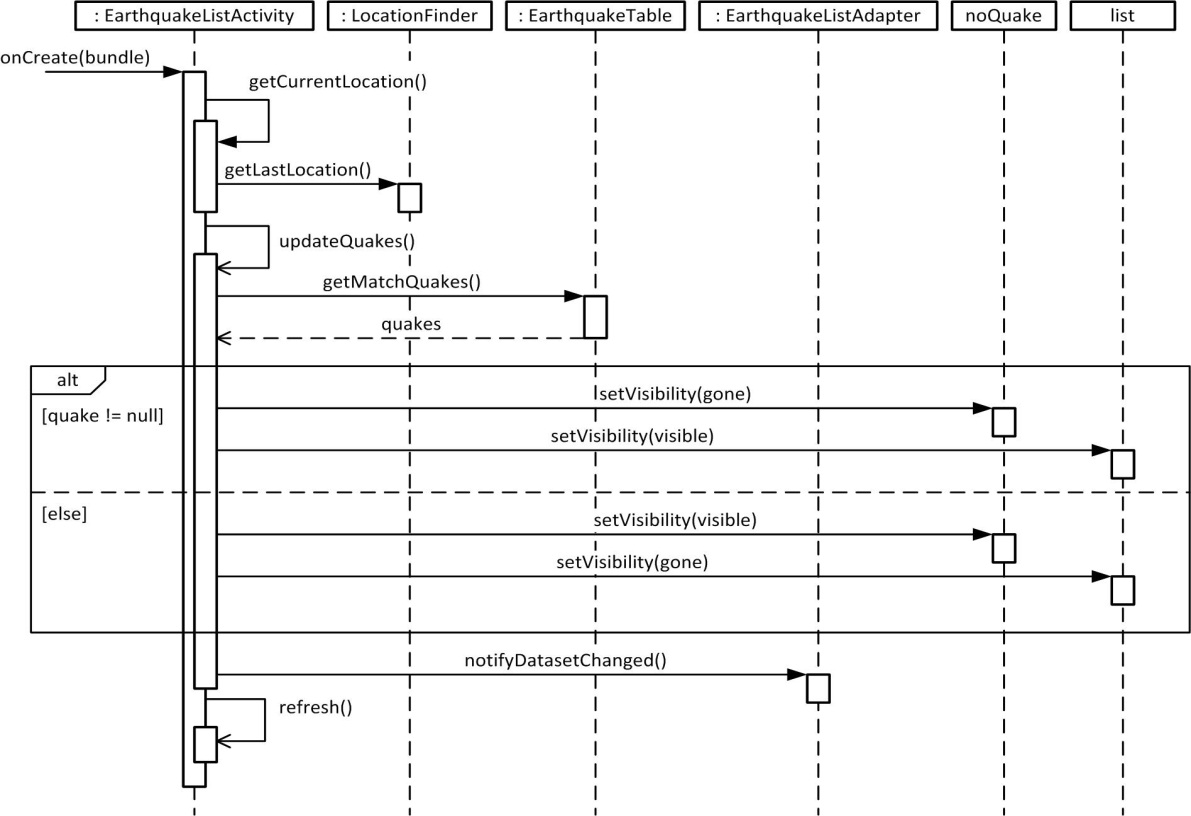 : EarthquakeListActivity
: LocationFinder
: EarthquakeTable
: EarthquakeListAdapter
noQuake
list
onCreate(bundle)
getCurrentLocation()
getLastLocation()
updateQuakes()
getMatchQuakes()
quakes
alt
[quake != null]
setVisibility(gone)
setVisibility(visible)
[else]
setVisibility(visible)
setVisibility(gone)
notifyDatasetChanged()
refresh()